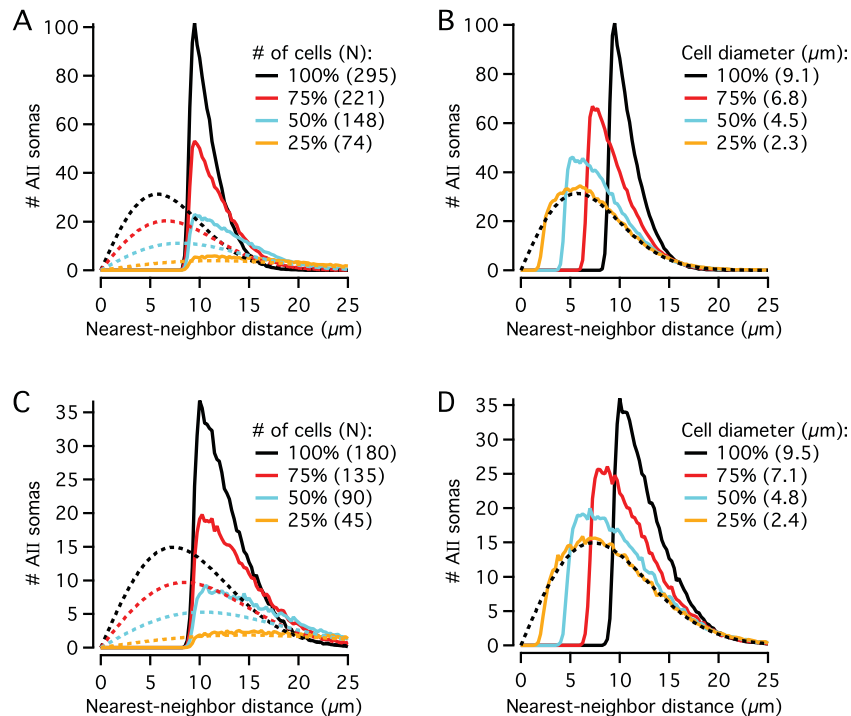 A
# AII somas
100
80
60
40
20
0
# of cells (N):
100% (295)
75% (221)
50% (148)
25% (74)
0 5 10 15 20 25
Nearest-neighbor distance (µm)
B
# AII somas
100
80
60
40
20
0
Cell diameter (µm):
100% (9.1)
75% (6.8)
50% (4.5)
25% (2.3)
0 5 10 15 20 25
Nearest-neighbor distance (µm)
C
# AII somas
35
30
25
20
15
10
5
0
# of cells (N):
100% (180)
75% (135)
50% (90)
25% (45)
0 5 10 15 20 25
Nearest-neighbor distance (µm)
D
# AII somas
35
30
25
20
15
10
5
0
Cell diameter (µm):
100% (9.5)
75% (7.1)
50% (4.8)
25% (2.4)
0 5 10 15 20 25
Nearest-neighbor distance (µm)